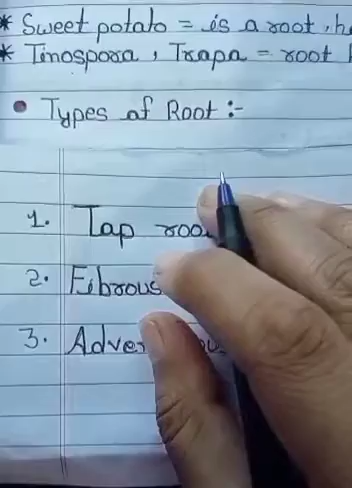 * Sweet potato = is a root, h
* Tinospora, Trapa = root
• Types of Root :-
1. Tap roo
2. Fibrous
3. Adve